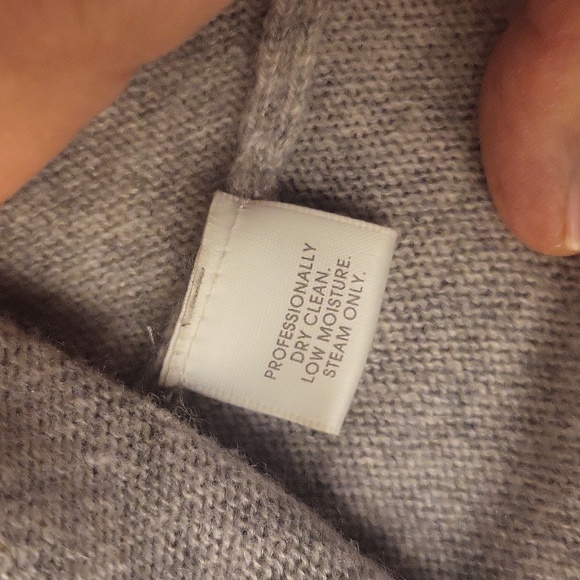 PROFESSIONALLY
DRY CLEAN.
LOW MOISTURE.
STEAM ONLY.